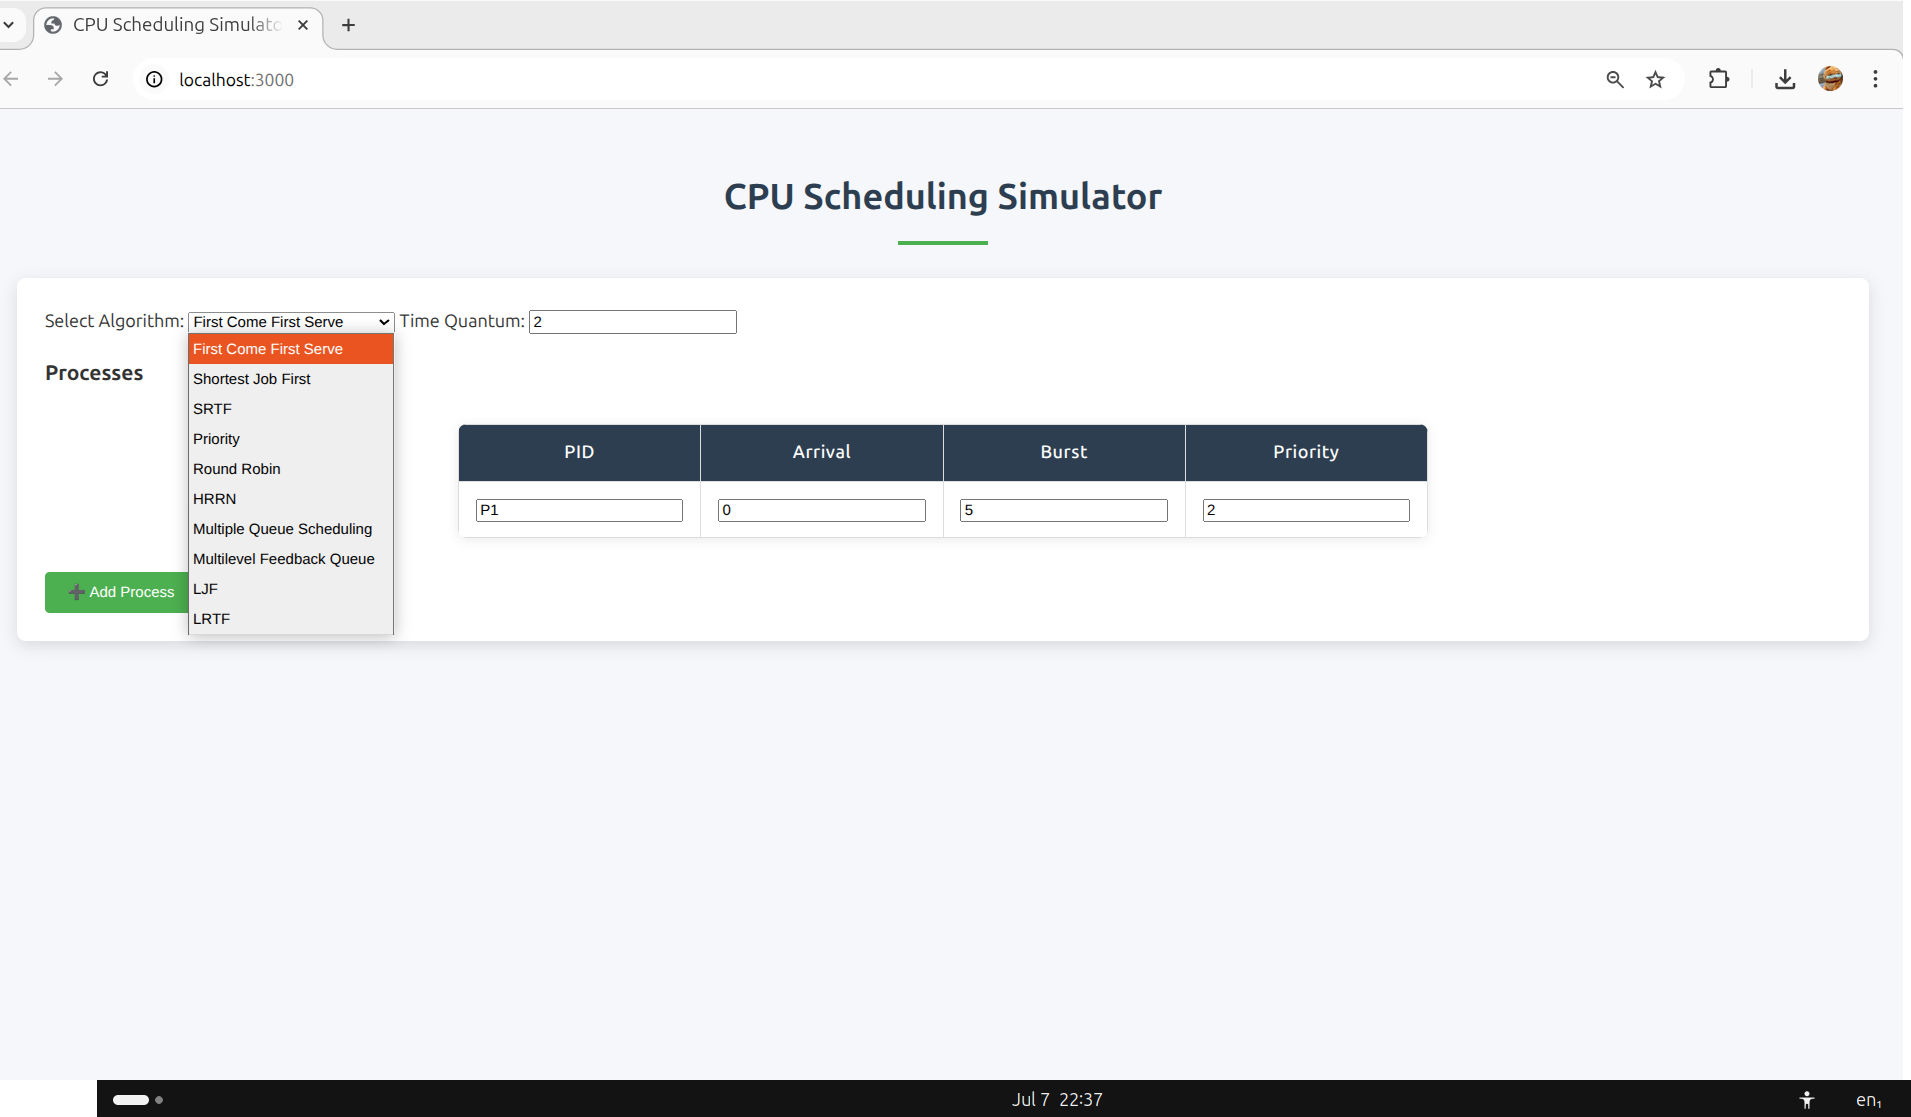 CPU Scheduling Simulato
localhost:3000
CPU Scheduling Simulator
Select Algorithm: First Come First Serve Time Quantum: 2
First Come First Serve
Shortest Job First
SRTF
Priority
Round Robin
HRRN
Multiple Queue Scheduling
Multilevel Feedback Queue
LJF
LRTF
Processes
PID Arrival Burst Priority
P1 0 5 2
Add Process
Jul 7 22:37
en₁